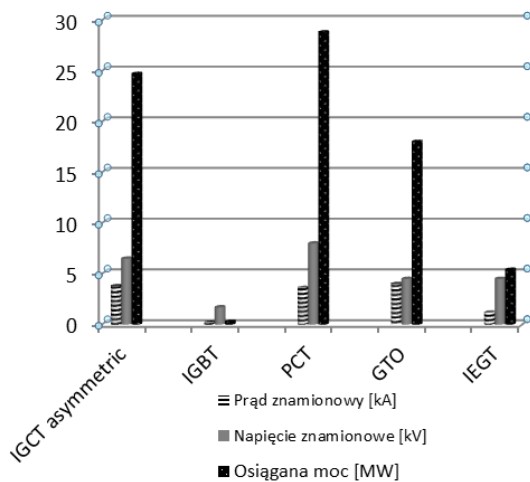 30
25
20
15
10
5
0
IGCT asymmetric
IGBT
PCT
GTO
IEGT
Prąd znamionowy [kA]
Napięcie znamionowe [kV]
Osiągana moc [MW]